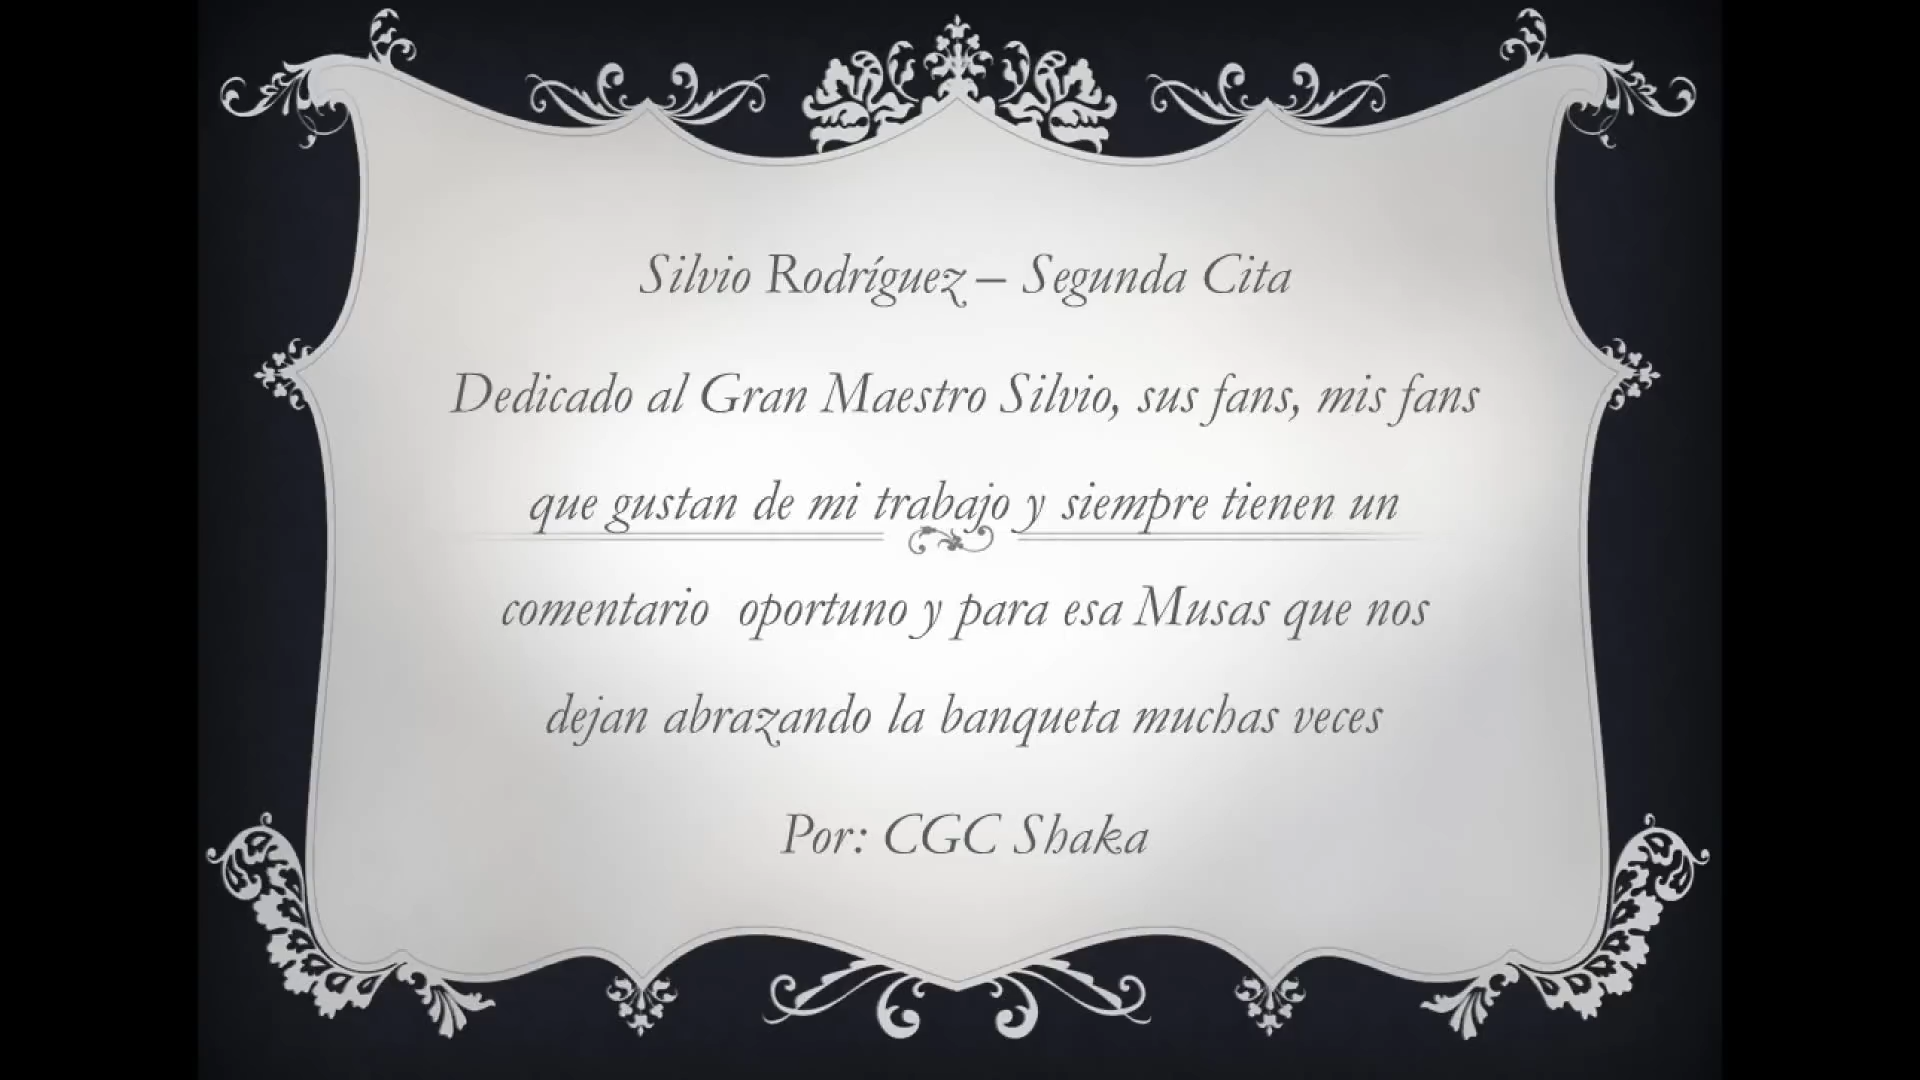 Silvio Rodríguez – Segunda Cita
Dedicado al Gran Maestro Silvio, sus fans, mis fans
que gustan de mi trabajo y siempre tienen un
comentario oportuno y para esa Musas que nos
dejan abrazando la banqueta muchas veces
Por: CGC Shaka